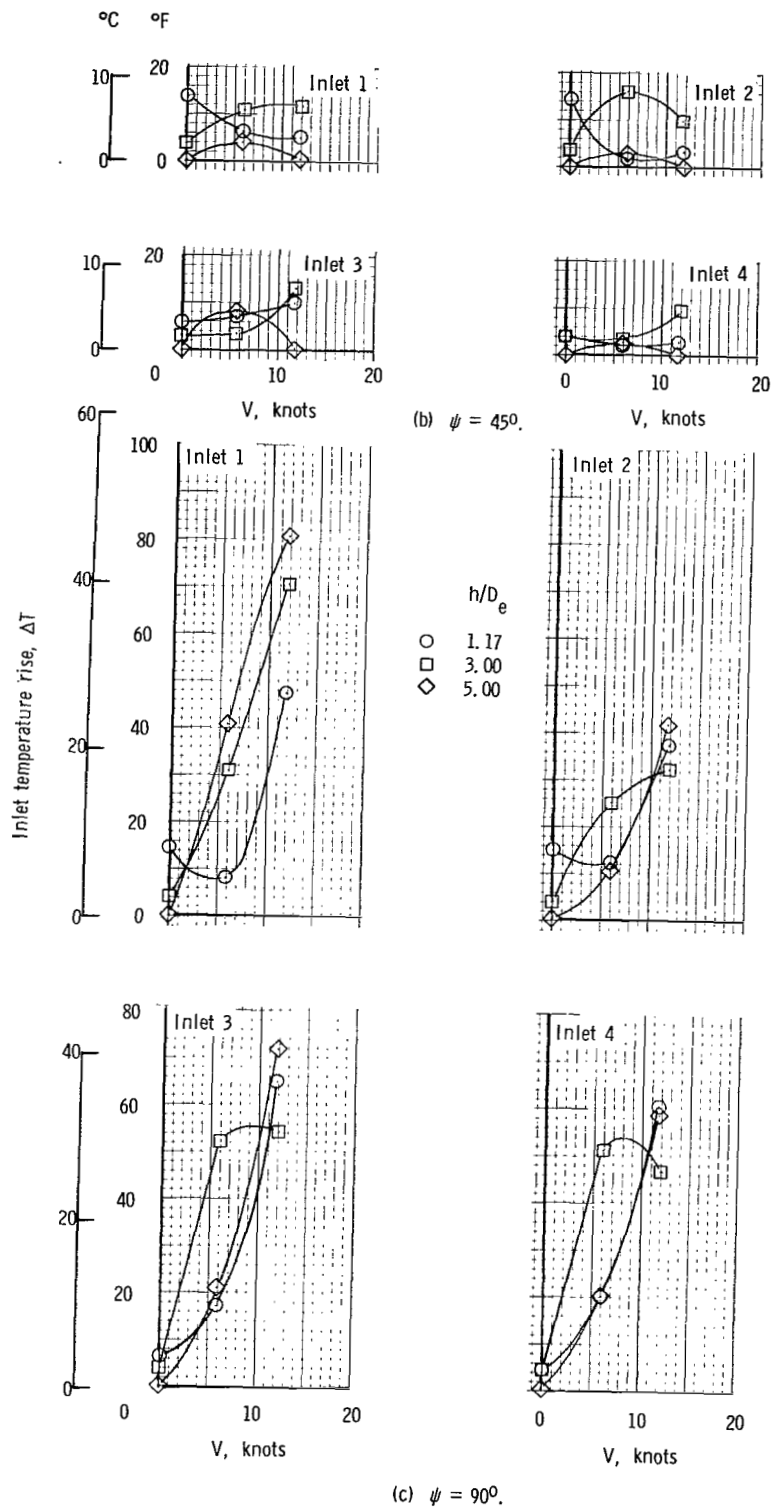 °C °F
20
10
0
0
Inlet 1
Inlet 2
20
10
0
Inlet 3
Inlet 4
0 10 20
0 10 20
V, knots
V, knots
(b) ψ = 45°.
60
40
20
0
100
80
60
40
20
0
Inlet 1
Inlet 2
Inlet temperature rise, ΔT
h/De
1.17
3.00
5.00
40
20
0
80
60
40
20
0
Inlet 3
Inlet 4
10 20
0 10 20
V, knots
V, knots
(c) ψ = 90°.